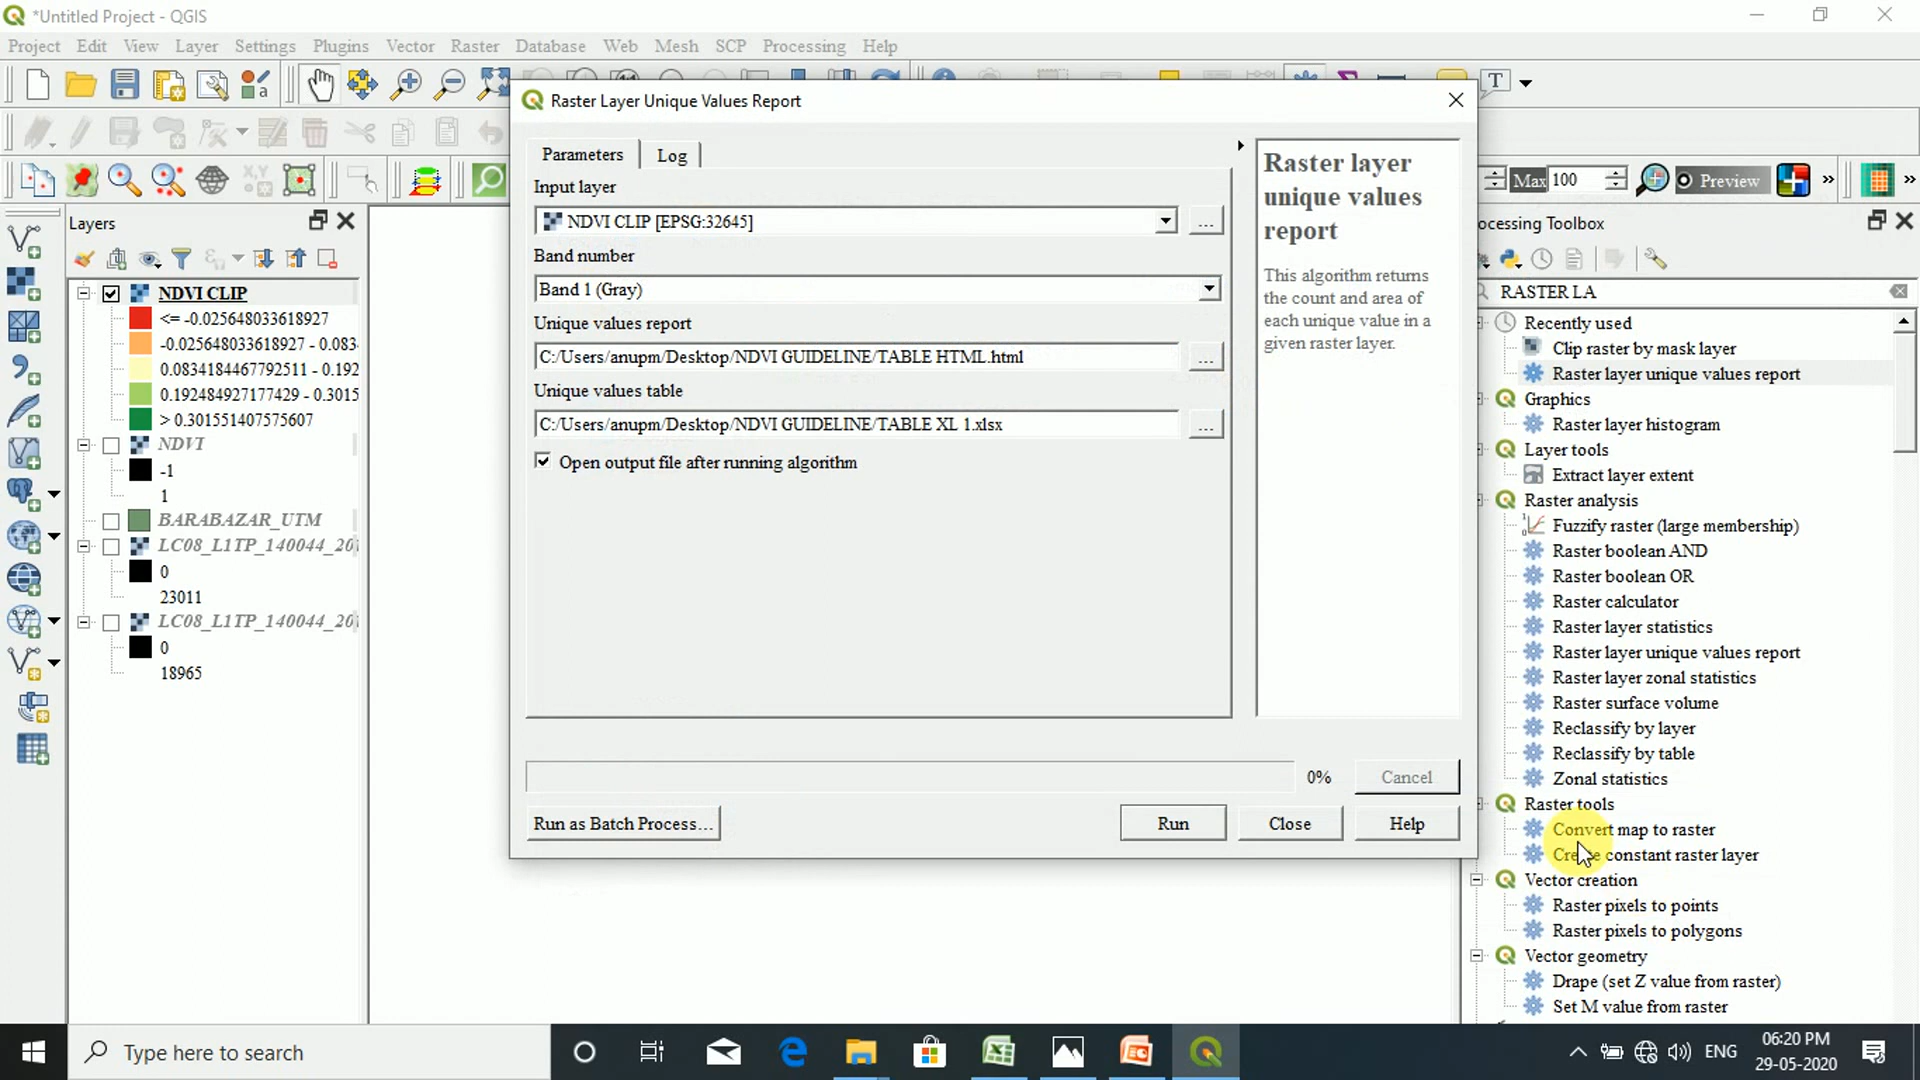 *Untitled Project - QGIS
Project Edit View Layer Settings Plugins Vector Raster Database Web Mesh SCP Processing Help
Raster Layer Unique Values Report
T
Parameters
Log
Input layer
NDVI CLIP [EPSG:32645]
...
Band number
Band 1 (Gray)
Unique values report
C:/Users/anupm/Desktop/NDVI GUIDELINE/TABLE HTML.html
...
Unique values table
C:/Users/anupm/Desktop/NDVI GUIDELINE/TABLE XL 1.xlsx
...
Open output file after running algorithm
Raster layer
unique values
report
This algorithm returns
the count and area of
each unique value in a
given raster layer.
0%
Cancel
Run as Batch Process...
Run
Close
Help
Layers
NDVI CLIP
<= -0.025648033618927
-0.025648033618927 - 0.083
0.0834184467792511 - 0.192
0.192484927177429 - 0.3015
> 0.301551407575607
NDVI
-1
1
BARABAZAR_UTM
LC08_L1TP_140044_20
0
23011
LC08_L1TP_140044_20
0
18965
Max 100
Preview
ocessing Toolbox
RASTER LA
Recently used
Clip raster by mask layer
Raster layer unique values report
Graphics
Raster layer histogram
Layer tools
Extract layer extent
Raster analysis
Fuzzify raster (large membership)
Raster boolean AND
Raster boolean OR
Raster calculator
Raster layer statistics
Raster layer unique values report
Raster layer zonal statistics
Raster surface volume
Reclassify by layer
Reclassify by table
Zonal statistics
Raster tools
Convert map to raster
Create constant raster layer
Vector creation
Raster pixels to points
Raster pixels to polygons
Vector geometry
Drape (set Z value from raster)
Set M value from raster
Type here to search
ENG
06:20 PM
29-05-2020